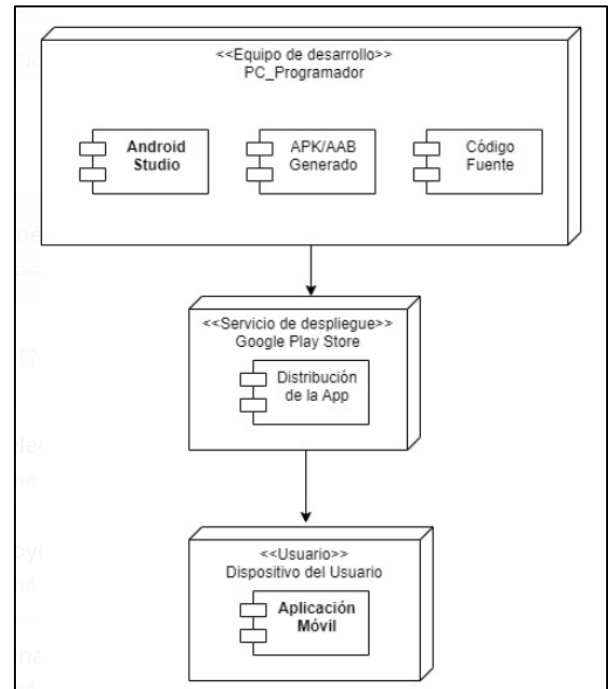 <<Equipo de desarrollo>>
PC_Programador
Android
Studio
APK/AAB
Generado
Código
Fuente
<<Servicio de despliegue>>
Google Play Store
Distribución
de la App
<<Usuario>>
Dispositivo del Usuario
Aplicación
Móvil